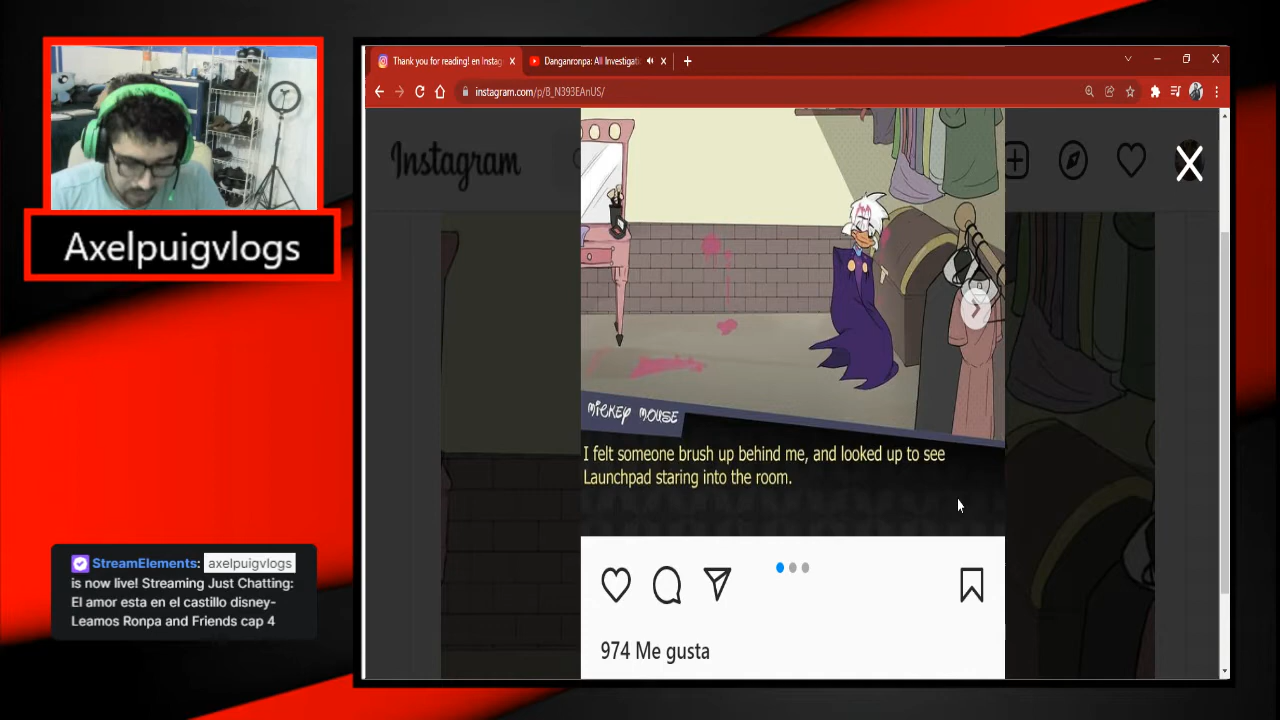 Thank you for reading! en Instag
Danganronpa: All Investigati
instagram.com/p/B_N393EAnUS/
Instagram
Axelpuigvlogs
MICKEY MOUSE
I felt someone brush up behind me, and looked up to see
Launchpad staring into the room.
StreamElements: axelpuigvlogs
is now live! Streaming Just Chatting:
El amor esta en el castillo disney-
Leamos Ronpa and Friends cap 4
974 Me gusta